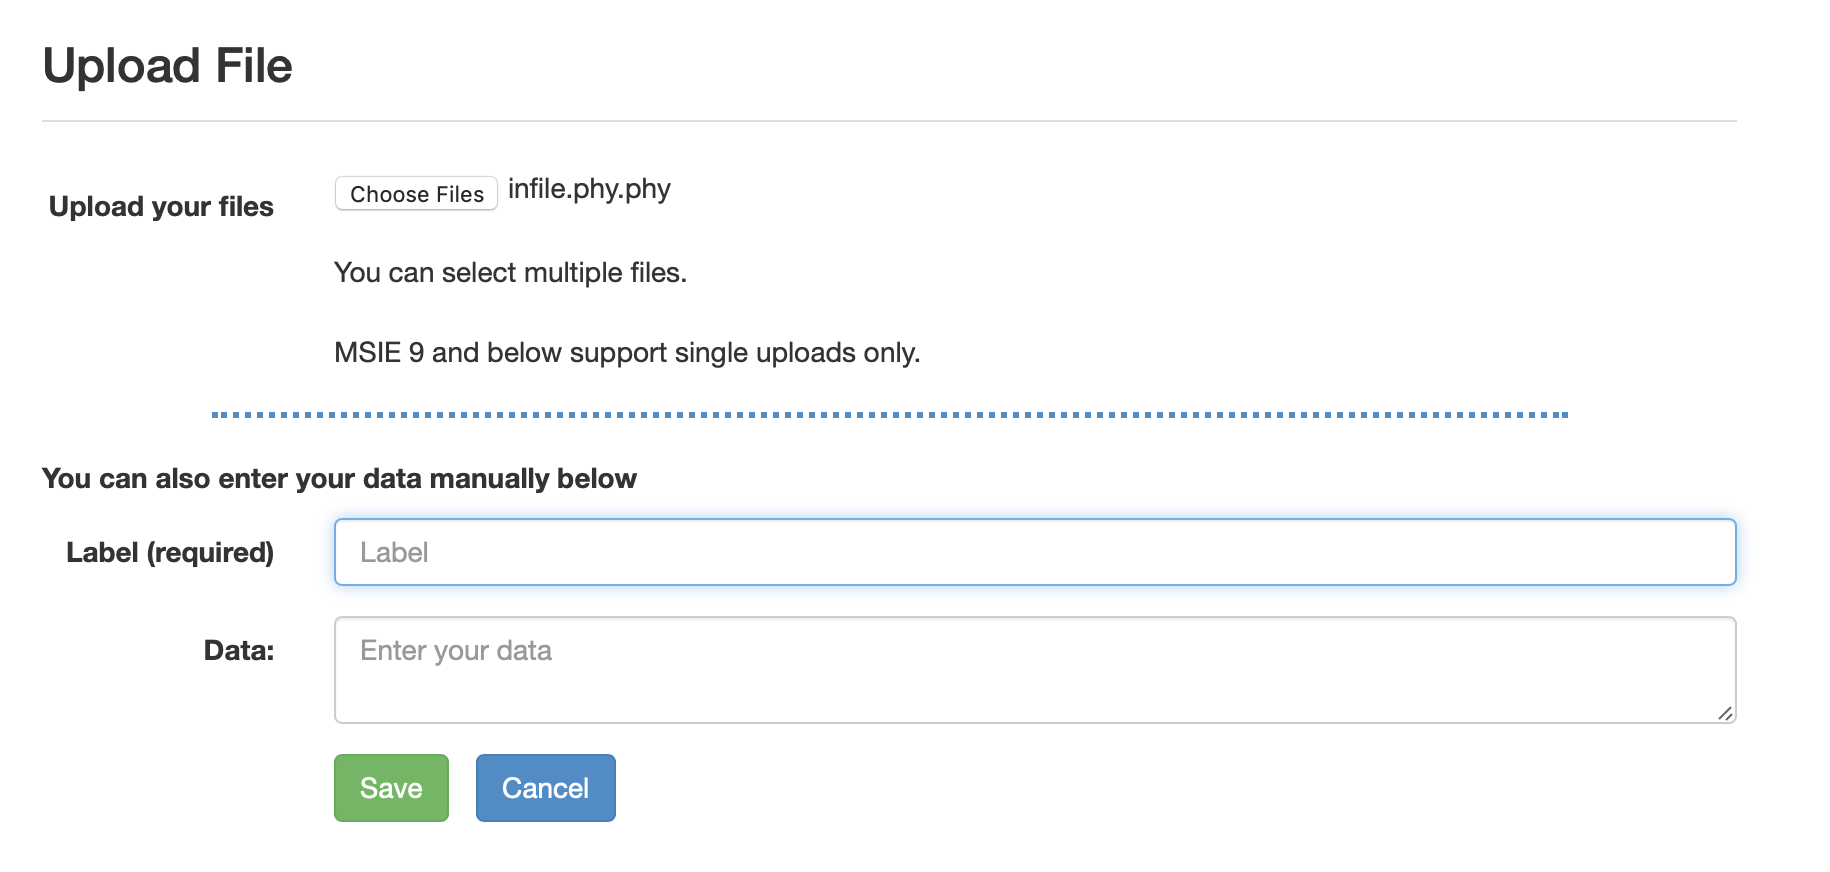 Upload File
Upload your files
Choose Files infile.phy.phy
You can select multiple files.
MSIE 9 and below support single uploads only.
You can also enter your data manually below
Label (required)
Label
Data:
Enter your data
Save Cancel